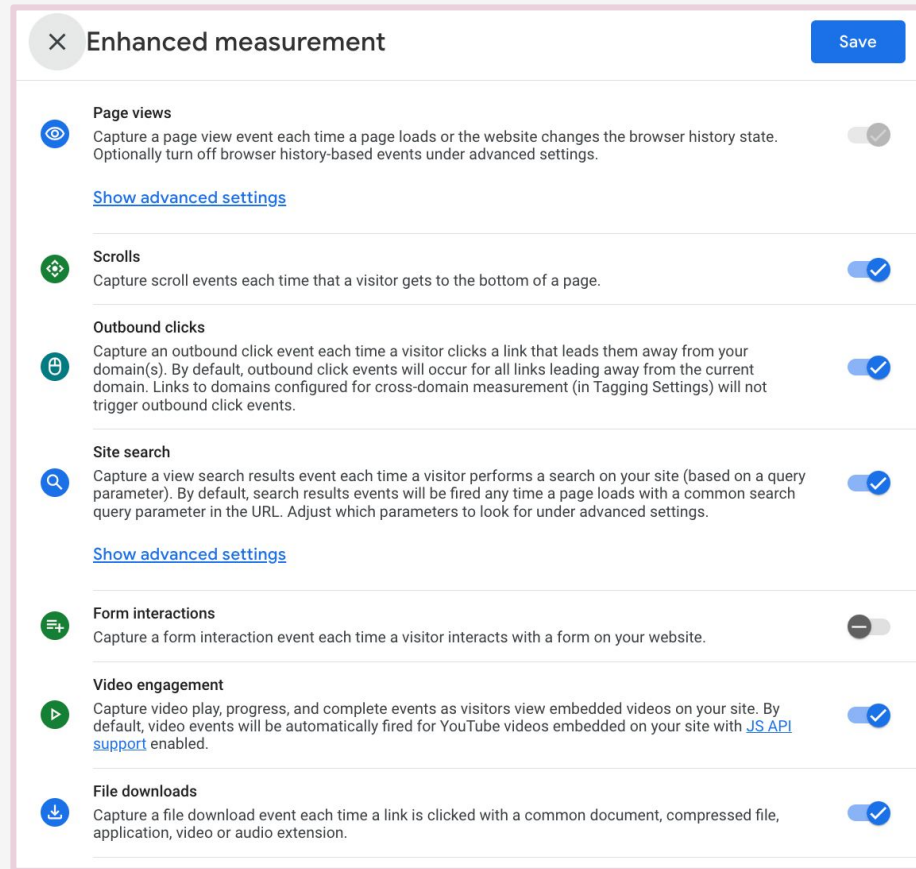 Enhanced measurement
Save
Page views
Capture a page view event each time a page loads or the website changes the browser history state.
Optionally turn off browser history-based events under advanced settings.
Show advanced settings
Scrolls
Capture scroll events each time that a visitor gets to the bottom of a page.
Outbound clicks
Capture an outbound click event each time a visitor clicks a link that leads them away from your
domain(s). By default, outbound click events will occur for all links leading away from the current
domain. Links to domains configured for cross-domain measurement (in Tagging Settings) will not
trigger outbound click events.
Site search
Capture a view search results event each time a visitor performs a search on your site (based on a query
parameter). By default, search results events will be fired any time a page loads with a common search
query parameter in the URL. Adjust which parameters to look for under advanced settings.
Show advanced settings
Form interactions
Capture a form interaction event each time a visitor interacts with a form on your website.
Video engagement
Capture video play, progress, and complete events as visitors view embedded videos on your site. By
default, video events will be automatically fired for YouTube videos embedded on your site with JS API
support enabled.
File downloads
Capture a file download event each time a link is clicked with a common document, compressed file,
application, video or audio extension.